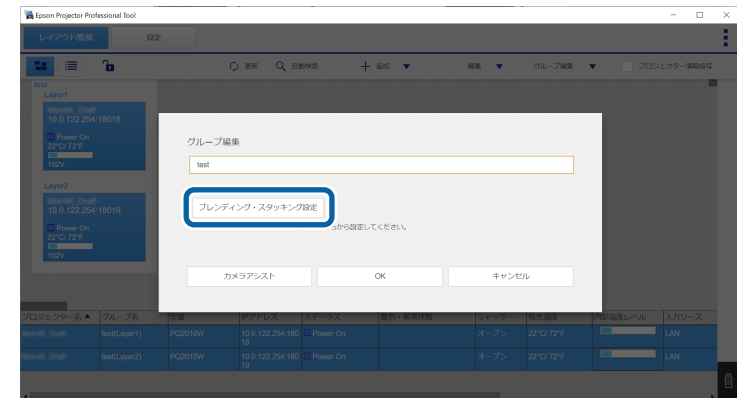 Epson Projector Professional Tool
レイアウト/監視
設定
更新
自動検索
追加 ▼
編集 ▼
グループ編集 ▼
プロジェクター情報投写
test
Layer1
10.0.122.254:18018
Power On
22°C/ 72°F
102V
Layer2
10.0.122.254:18019
Power On
22°C/ 72°F
102V
グループ編集
test
ブレンディング・スタッキング設定
から設定してください。
カメラアシスト
OK
キャンセル
プロジェクター名 ▲ グループ名 型番 IPアドレス ステータス 警告・異常状態 シャッター 吸気温度 内部温度レベル 入力ソース
test(Layer1) PQ2010W 10.0.122.254:180 Power On オープン 22°C/ 72°F LAN
18
test(Layer2) PQ2010W 10.0.122.254:180 Power On オープン 22°C/ 72°F LAN
19